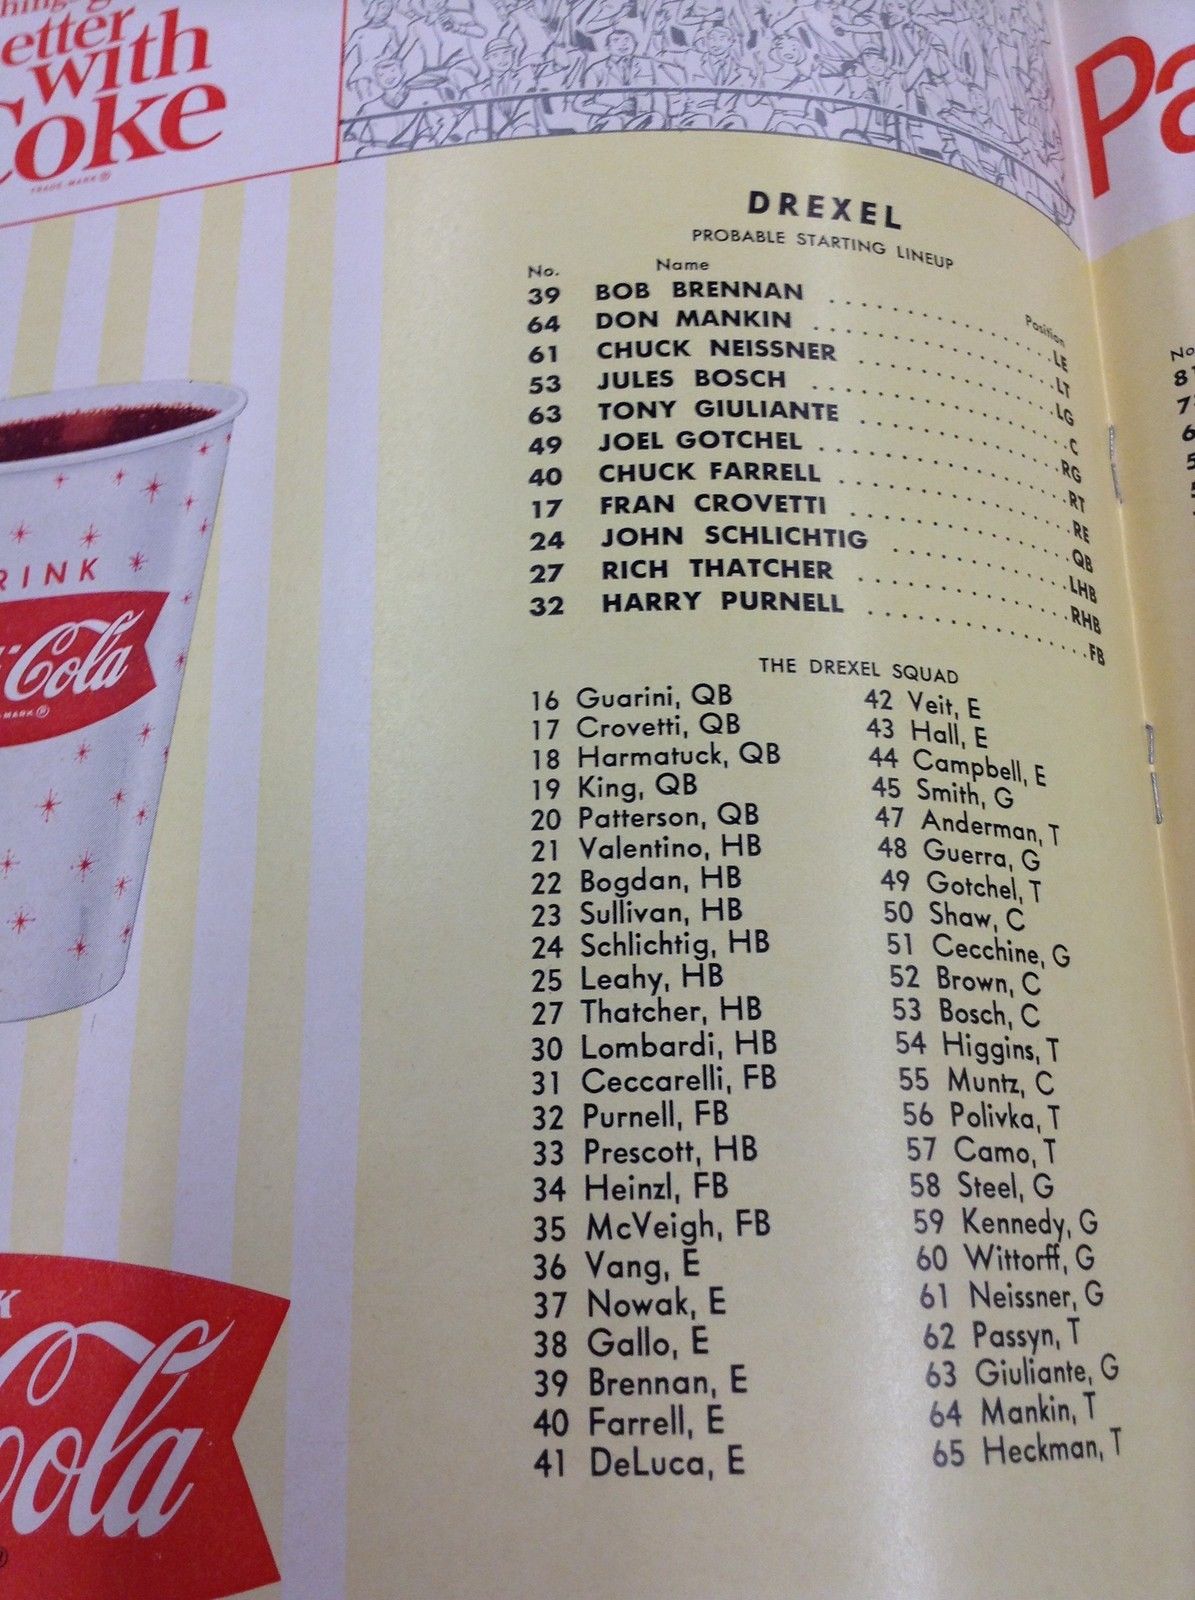 etter
with
Coke
TRADE-MARK ®
DREXEL
PROBABLE STARTING LINEUP
No. Name Position
39 BOB BRENNAN LE
64 DON MANKIN LT
61 CHUCK NEISSNER LG
53 JULES BOSCH C
63 TONY GIULIANTE RG
49 JOEL GOTCHEL RT
40 CHUCK FARRELL RE
17 FRAN CROVETTI QB
24 JOHN SCHLICHTIG LHB
27 RICH THATCHER RHB
32 HARRY PURNELL FB
THE DREXEL SQUAD
16 Guarini, QB
17 Crovetti, QB
18 Harmatuck, QB
19 King, QB
20 Patterson, QB
21 Valentino, HB
22 Bogdan, HB
23 Sullivan, HB
24 Schlichtig, HB
25 Leahy, HB
27 Thatcher, HB
30 Lombardi, HB
31 Ceccarelli, FB
32 Purnell, FB
33 Prescott, HB
34 Heinzl, FB
35 McVeigh, FB
36 Vang, E
37 Nowak, E
38 Gallo, E
39 Brennan, E
40 Farrell, E
41 DeLuca, E
42 Veit, E
43 Hall, E
44 Campbell, E
45 Smith, G
47 Anderman, T
48 Guerra, G
49 Gotchel, T
50 Shaw, C
51 Cecchine, G
52 Brown, C
53 Bosch, C
54 Higgins, T
55 Muntz, C
56 Polivka, T
57 Camo, T
58 Steel, G
59 Kennedy, G
60 Wittorff, G
61 Neissner, G
62 Passyn, T
63 Giuliante, G
64 Mankin, T
65 Heckman, T
RINK
-Cola
-MARK ®
K
Cola
®
Pa
No